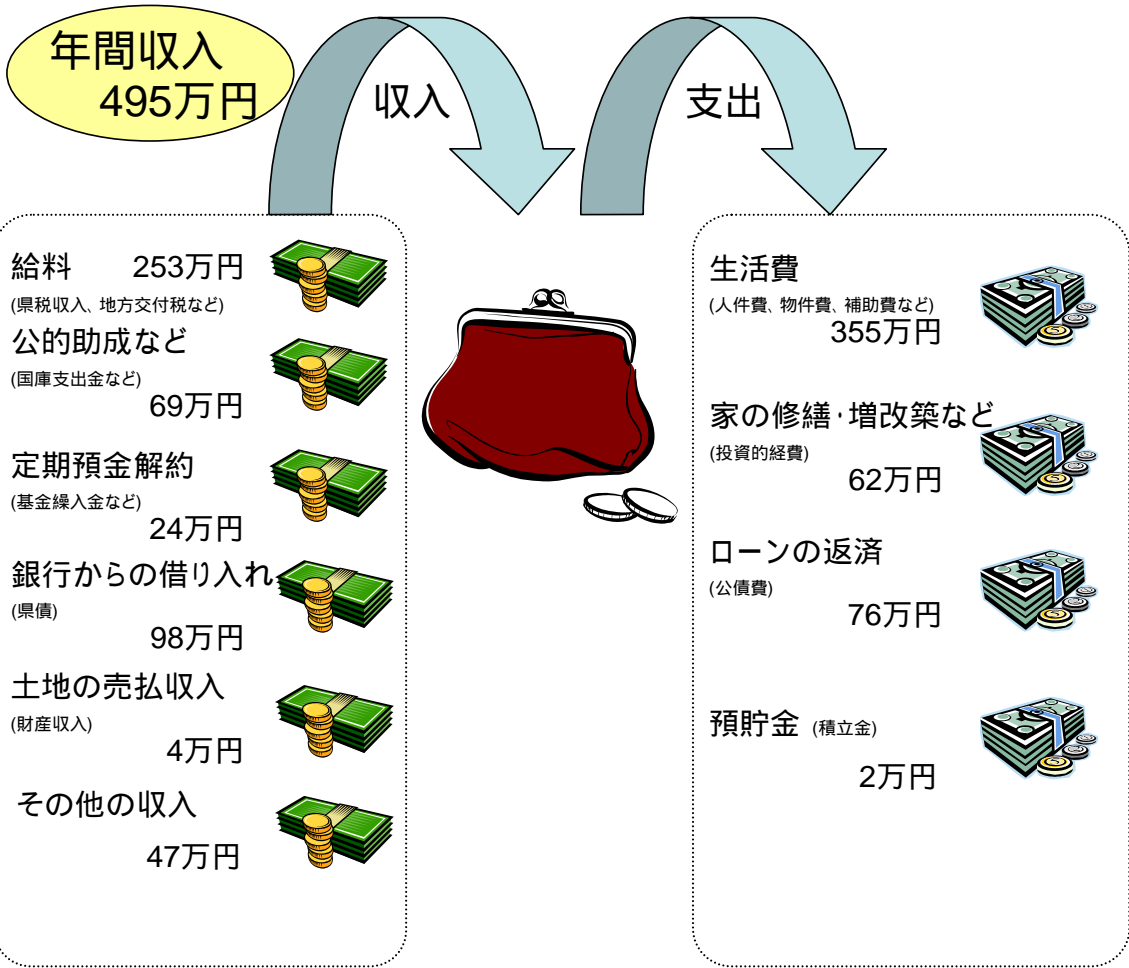 年間収入
495万円
収入
支出
給料 253万円
(県税収入、地方交付税など)
公的助成など
(国庫支出金など)
69万円
定期預金解約
(基金繰入金など)
24万円
銀行からの借り入れ
(県債)
98万円
土地の売払収入
(財産収入)
4万円
その他の収入
47万円
生活費
(人件費、物件費、補助費など)
355万円
家の修繕・増改築など
(投資的経費)
62万円
ローンの返済
(公債費)
76万円
預貯金 (積立金)
2万円